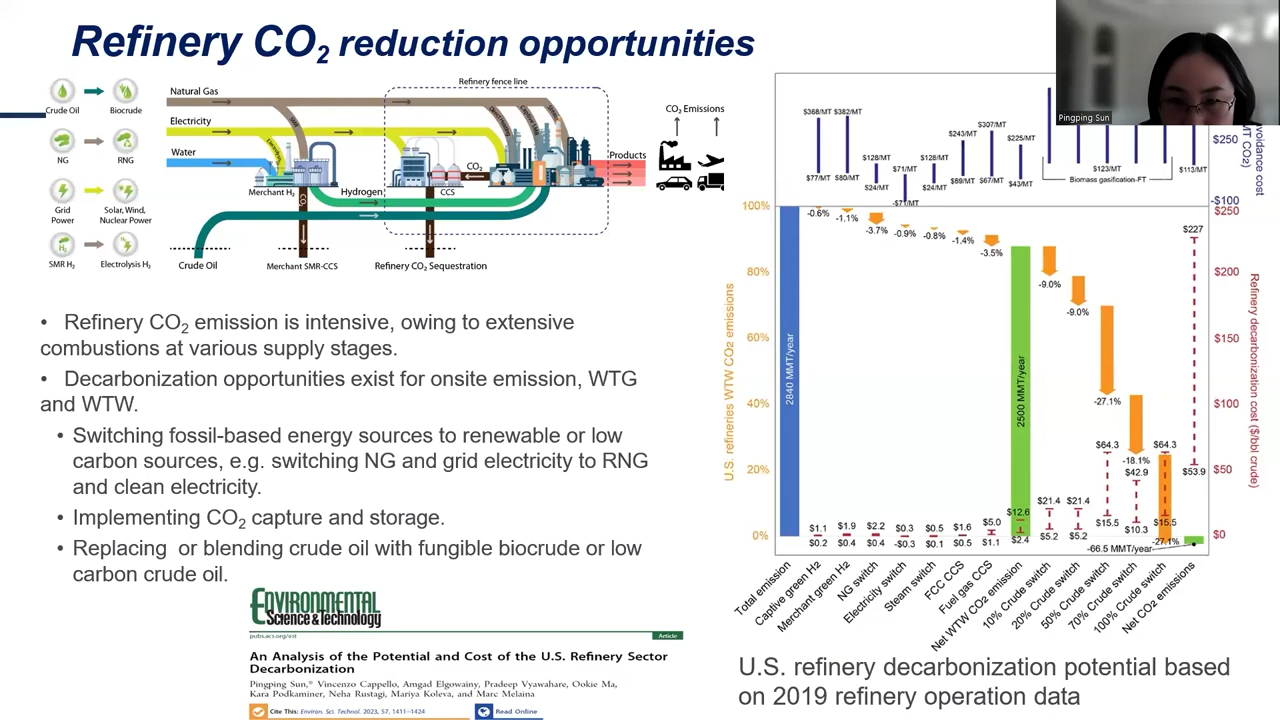 Refinery CO2 reduction opportunities
Crude Oil
Biocrude
NG
RNG
Grid
Power
Solar, Wind,
Nuclear Power
SMR H2
Electrolysis H2
Refinery fence line
Natural Gas
Electricity
Water
Merchant H2
Hydrogen
CO2
CCS
CO2
Products
CO2 Emissions
Crude Oil
Merchant SMR-CCS
Refinery CO2 Sequestration
• Refinery CO2 emission is intensive, owing to extensive
combustions at various supply stages.
• Decarbonization opportunities exist for onsite emission, WTG
and WTW.
• Switching fossil-based energy sources to renewable or low
carbon sources, e.g. switching NG and grid electricity to RNG
and clean electricity.
• Implementing CO2 capture and storage.
• Replacing or blending crude oil with fungible biocrude or low
carbon crude oil.
ENVIRONMENTAL
Science & Technology
pubs.acs.org/est
Article
An Analysis of the Potential and Cost of the U.S. Refinery Sector
Decarbonization
Pingping Sun,* Vincenzo Cappello, Amgad Elgowainy, Pradeep Vyawahare, Ookie Ma,
Kara Podkaminer, Neha Rustagi, Mariya Koleva, and Marc Melaina
Cite This: Environ. Sci. Technol. 2023, 57, 1411–1424
Read Online
Pingping Sun
$368/MT
$382/MT
$77/MT
$80/MT
$128/MT
$24/MT
$71/MT
-$71/MT
$128/MT
$24/MT
$243/MT
$69/MT
$307/MT
$67/MT
$225/MT
$43/MT
$123/MT
Biomass gasification-FT
$113/MT
$250
-$100
U.S. refineries WTW CO2 emissions
100%
80%
60%
40%
20%
0%
2840 MMT/year
-0.6%
-1.1%
-3.7%
-0.9%
-0.8%
-1.4%
-3.5%
2500 MMT/year
-9.0%
-9.0%
-27.1%
-18.1%
-27.1%
-66.5 MMT/year
$1.1
$0.2
$1.9
$0.4
$2.2
$0.4
$0.3
-$0.3
$0.5
$0.1
$1.6
$0.5
$5.0
$1.1
$12.6
$2.4
$21.4
$5.2
$21.4
$5.2
$64.3
$15.5
$42.9
$10.3
$64.3
$15.5
$227
$53.9
$250
$200
$150
$100
$50
$0
Refinery decarbonization cost ($/bbl crude)
Total emission
Captive green H2
Merchant green H2
NG switch
Electricity switch
Steam switch
FCC CCS
Fuel gas CCS
Net WTW CO2 emission
10% Crude switch
20% Crude switch
50% Crude switch
70% Crude switch
100% Crude switch
Net CO2 emissions
U.S. refinery decarbonization potential based
on 2019 refinery operation data